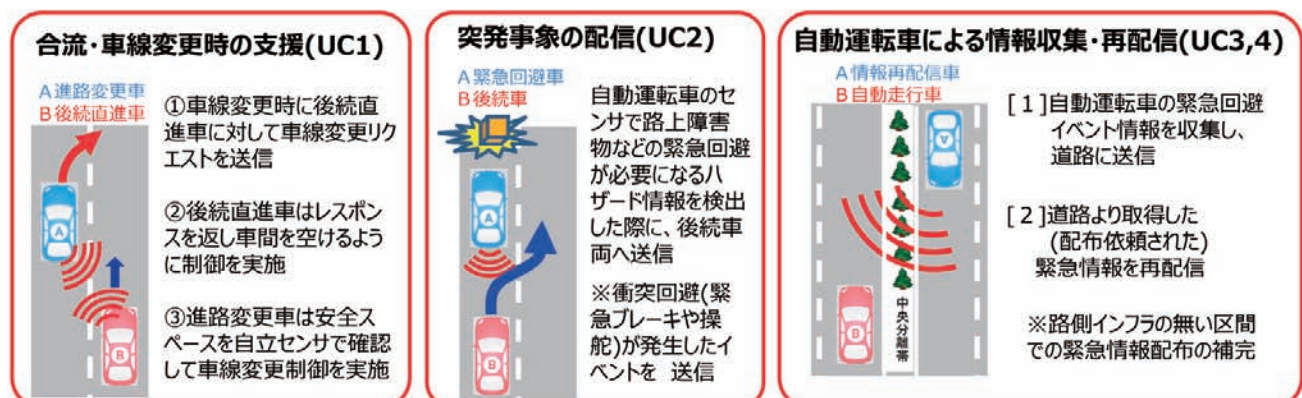 合流・車線変更時の支援(UC1)
A進路変更車
B後続直進車
①車線変更時に後続直
進車に対して車線変更リク
エストを送信
②後続直進車はレスポン
スを返し車間を空けるよう
に制御を実施
③進路変更車は安全ス
ペースを自立センサで確認
して車線変更制御を実施
A
B
突発事象の配信(UC2)
A緊急回避車
B後続車
自動運転車のセ
ンサで路上障害
物などの緊急回避
が必要になるハ
ザード情報を検出
した際に、後続車
両へ送信
※衝突回避(緊
急ブレーキや操
舵)が発生したイ
ベントを 送信
A
B
自動運転車による情報収集・再配信(UC3,4)
A情報再配信車
B自動走行車
[1]自動運転車の緊急回避
イベント情報を収集し、
道路に送信
[2]道路より取得した
(配布依頼された)
緊急情報を再配信
※路側インフラの無い区間
での緊急情報配布の補完
A
B
中央分離帯